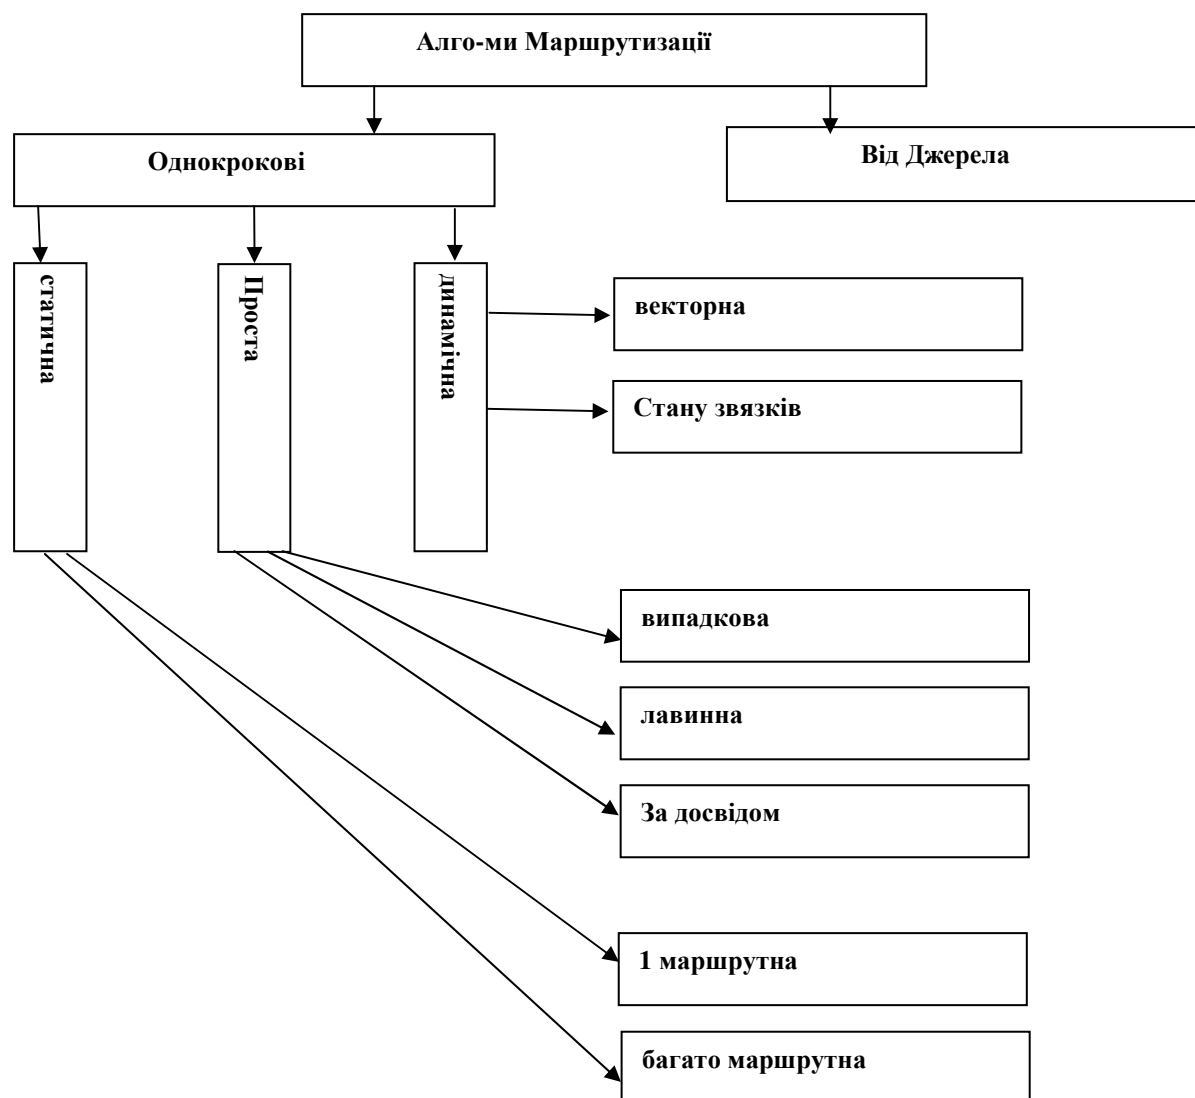 Алго-ми Маршрутизації
Однокрокові
Від Джерела
статична
Проста
динамічна
векторна
Стану звязків
випадкова
лавинна
За досвідом
1 маршрутна
багато маршрутна